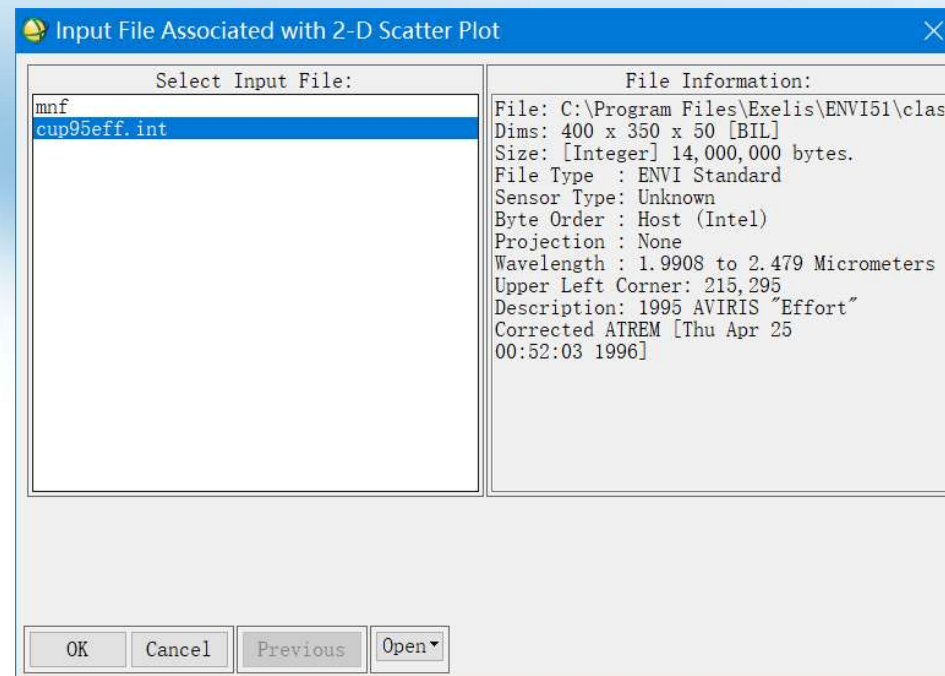 Input File Associated with 2-D Scatter Plot
Select Input File:
mnf
cup95eff.int
File Information:
File: C:\Program Files\Exelis\ENVI51\clas
Dims: 400 x 350 x 50 [BIL]
Size: [Integer] 14,000,000 bytes.
File Type  : ENVI Standard
Sensor Type: Unknown
Byte Order : Host (Intel)
Projection : None
Wavelength : 1.9908 to 2.479 Micrometers
Upper Left Corner: 215,295
Description: 1995 AVIRIS "Effort"
Corrected ATREM [Thu Apr 25
00:52:03 1996]
OK Cancel Previous Open